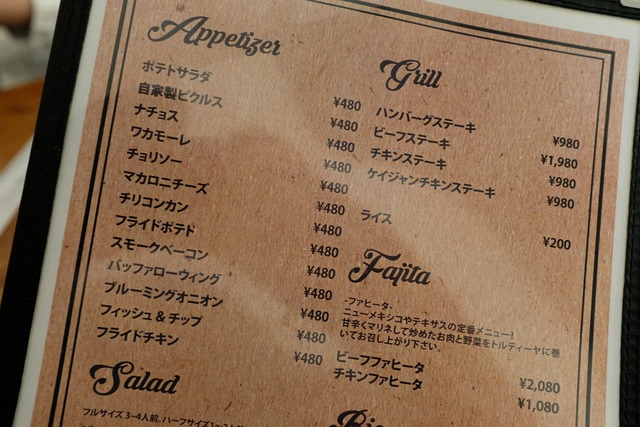 Appetizer
ポテトサラダ ¥480
自家製ピクルス ¥480
ナチョス ¥480
ワカモーレ ¥480
チョリソー ¥480
マカロニチーズ ¥480
チリコンカン ¥480
フライドポテド ¥480
スモークベーコン ¥480
バッファローウィング ¥480
ブルーミングオニオン ¥480
フィッシュ & チップ ¥480
フライドチキン ¥480
Salad
フルサイズ 3~4人前、ハーフサイズ1~2人
Grill
ハンバーグステーキ ¥980
ビーフステーキ ¥1,980
チキンステーキ ¥980
ケイジャンチキンステーキ ¥980
ライス ¥200
Fajita
-ファヒータ-
ニューメキシコやテキサスの定番メニュー!
甘辛くマリネして炒めたお肉と野菜をトルティーヤに巻
いてお召し上がり下さい。
ビーフファヒータ ¥2,080
チキンファヒータ ¥1,080